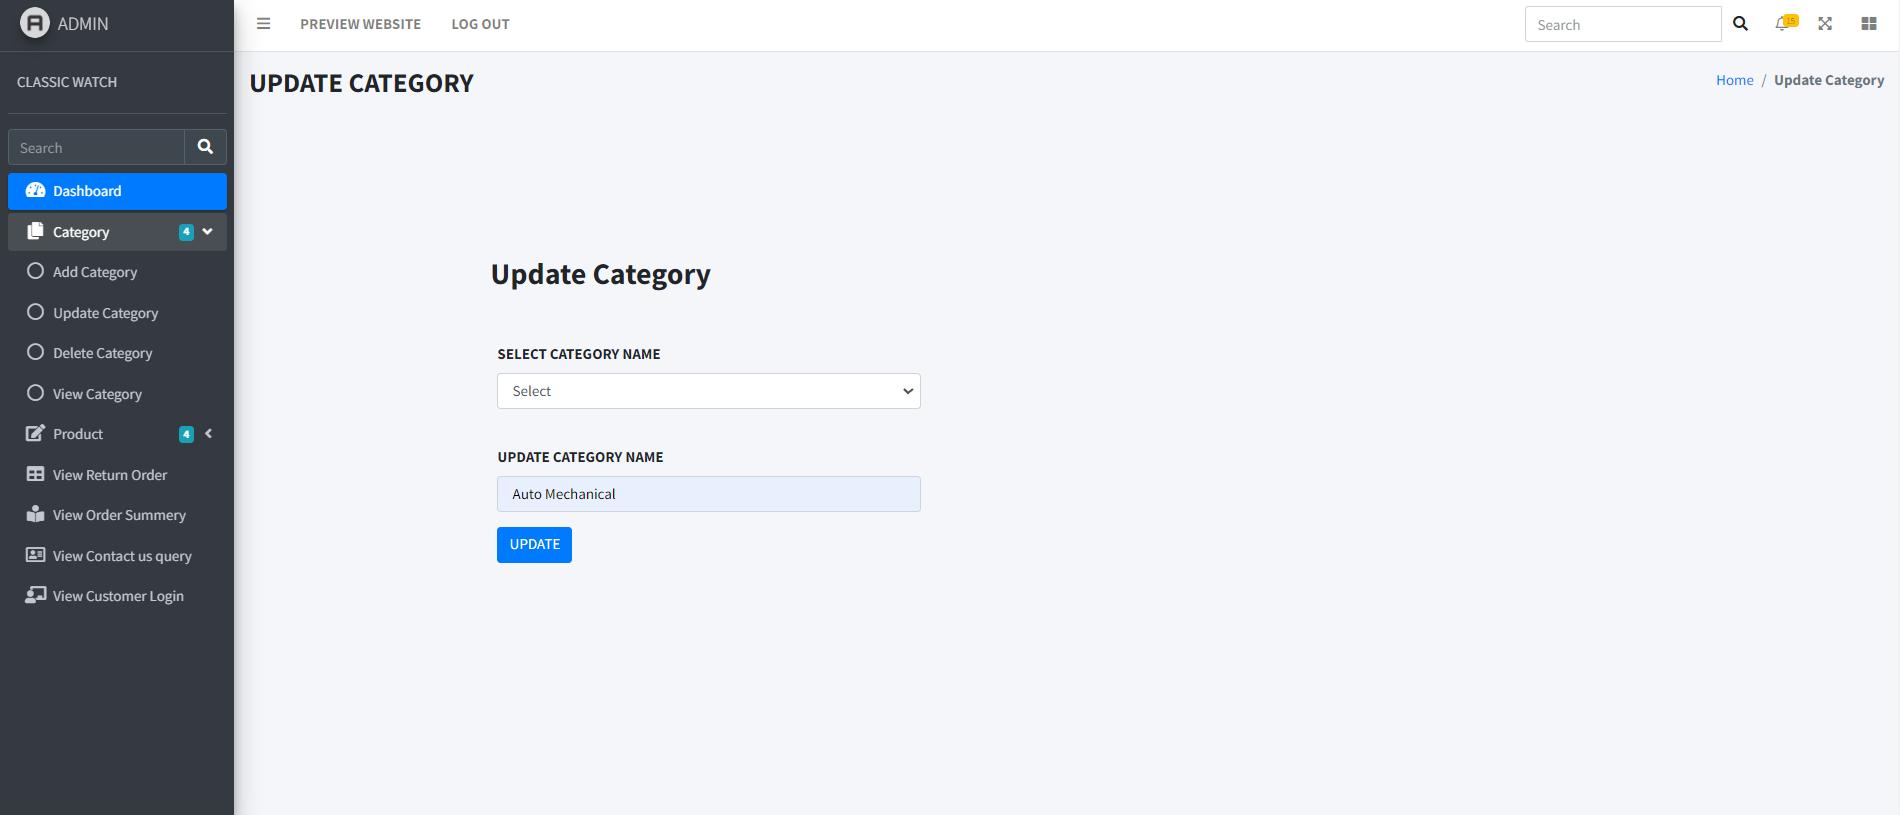 ADMIN
PREVIEW WEBSITE
LOG OUT
Search
15
CLASSIC WATCH
UPDATE CATEGORY
Home / Update Category
Search
Dashboard
Category 4
Add Category
Update Category
Delete Category
View Category
Product 4
View Return Order
View Order Summery
View Contact us query
View Customer Login
Update Category
SELECT CATEGORY NAME
Select
UPDATE CATEGORY NAME
Auto Mechanical
UPDATE